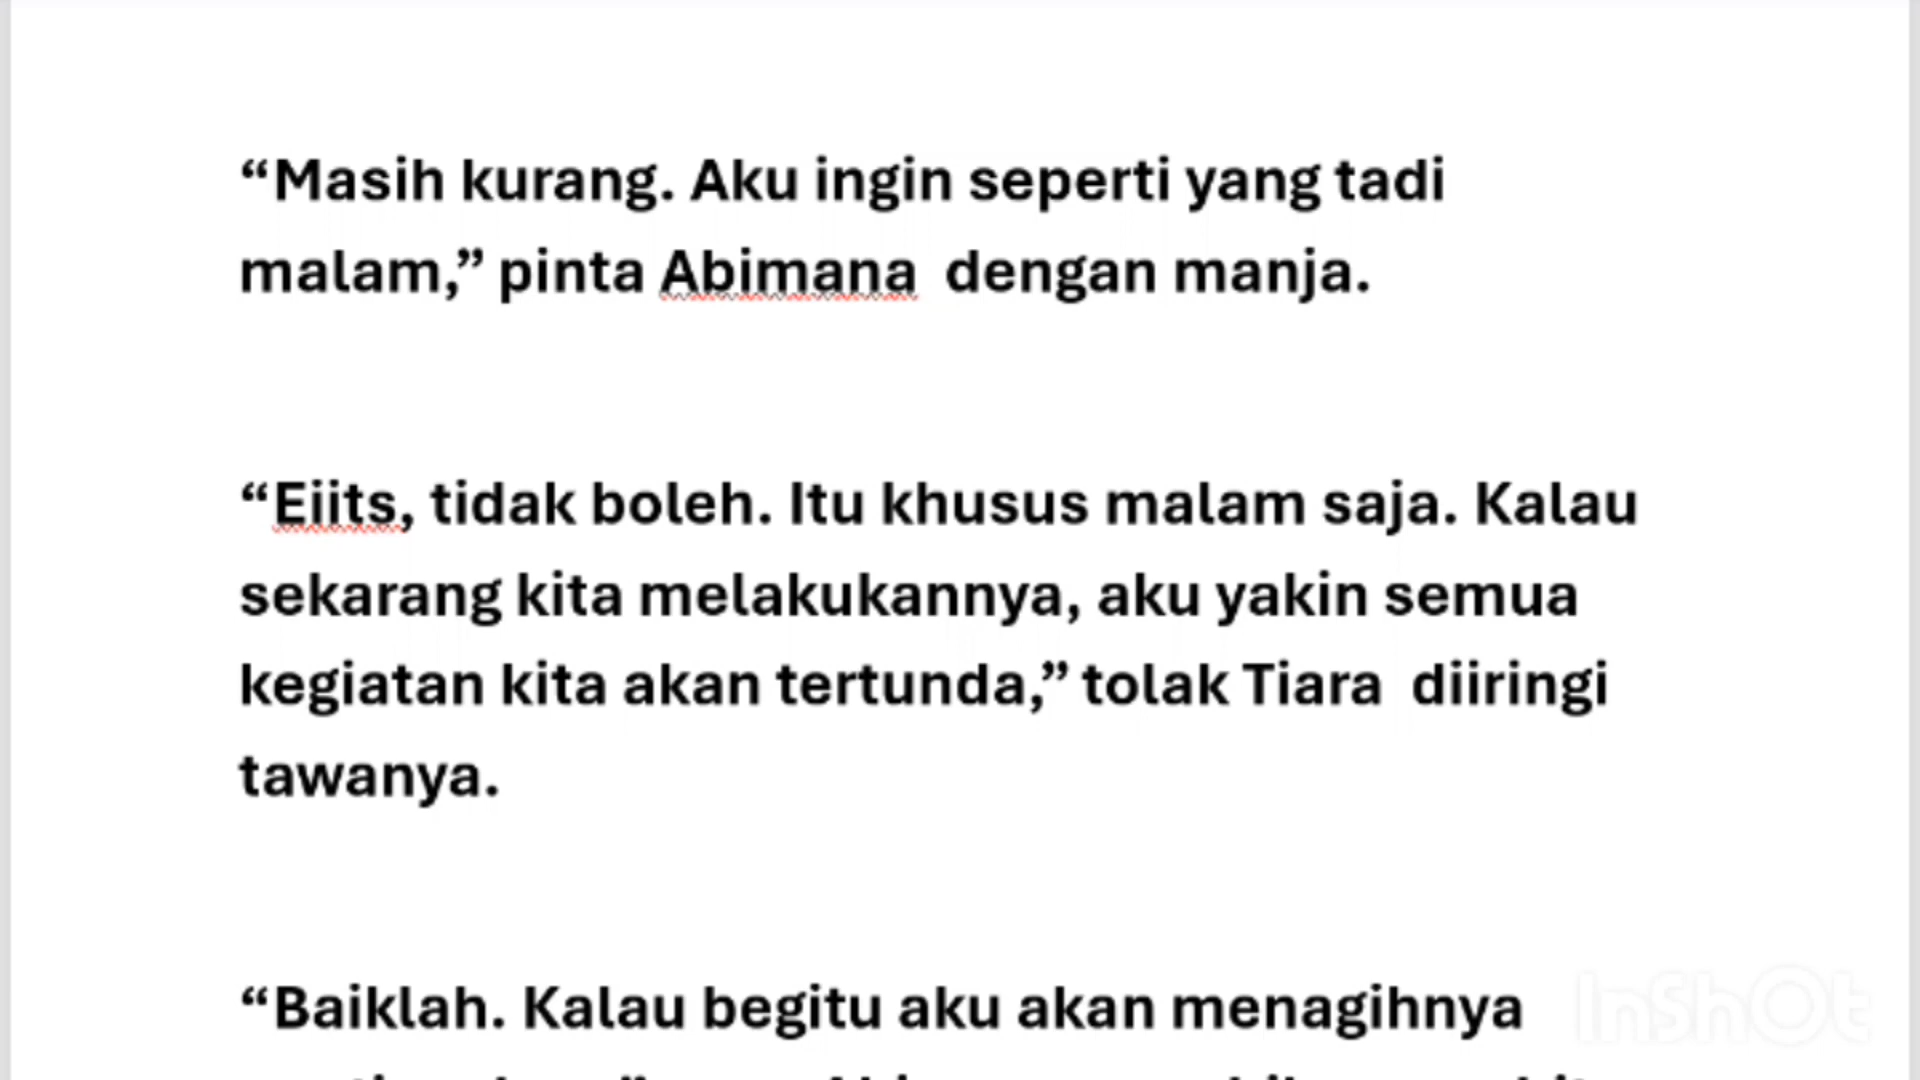 “Masih kurang. Aku ingin seperti yang tadi
malam,” pinta Abimana  dengan manja.
“Eiits, tidak boleh. Itu khusus malam saja. Kalau
sekarang kita melakukannya, aku yakin semua
kegiatan kita akan tertunda,” tolak Tiara  diiringi
tawanya.
“Baiklah. Kalau begitu aku akan menagihnya
InShOt